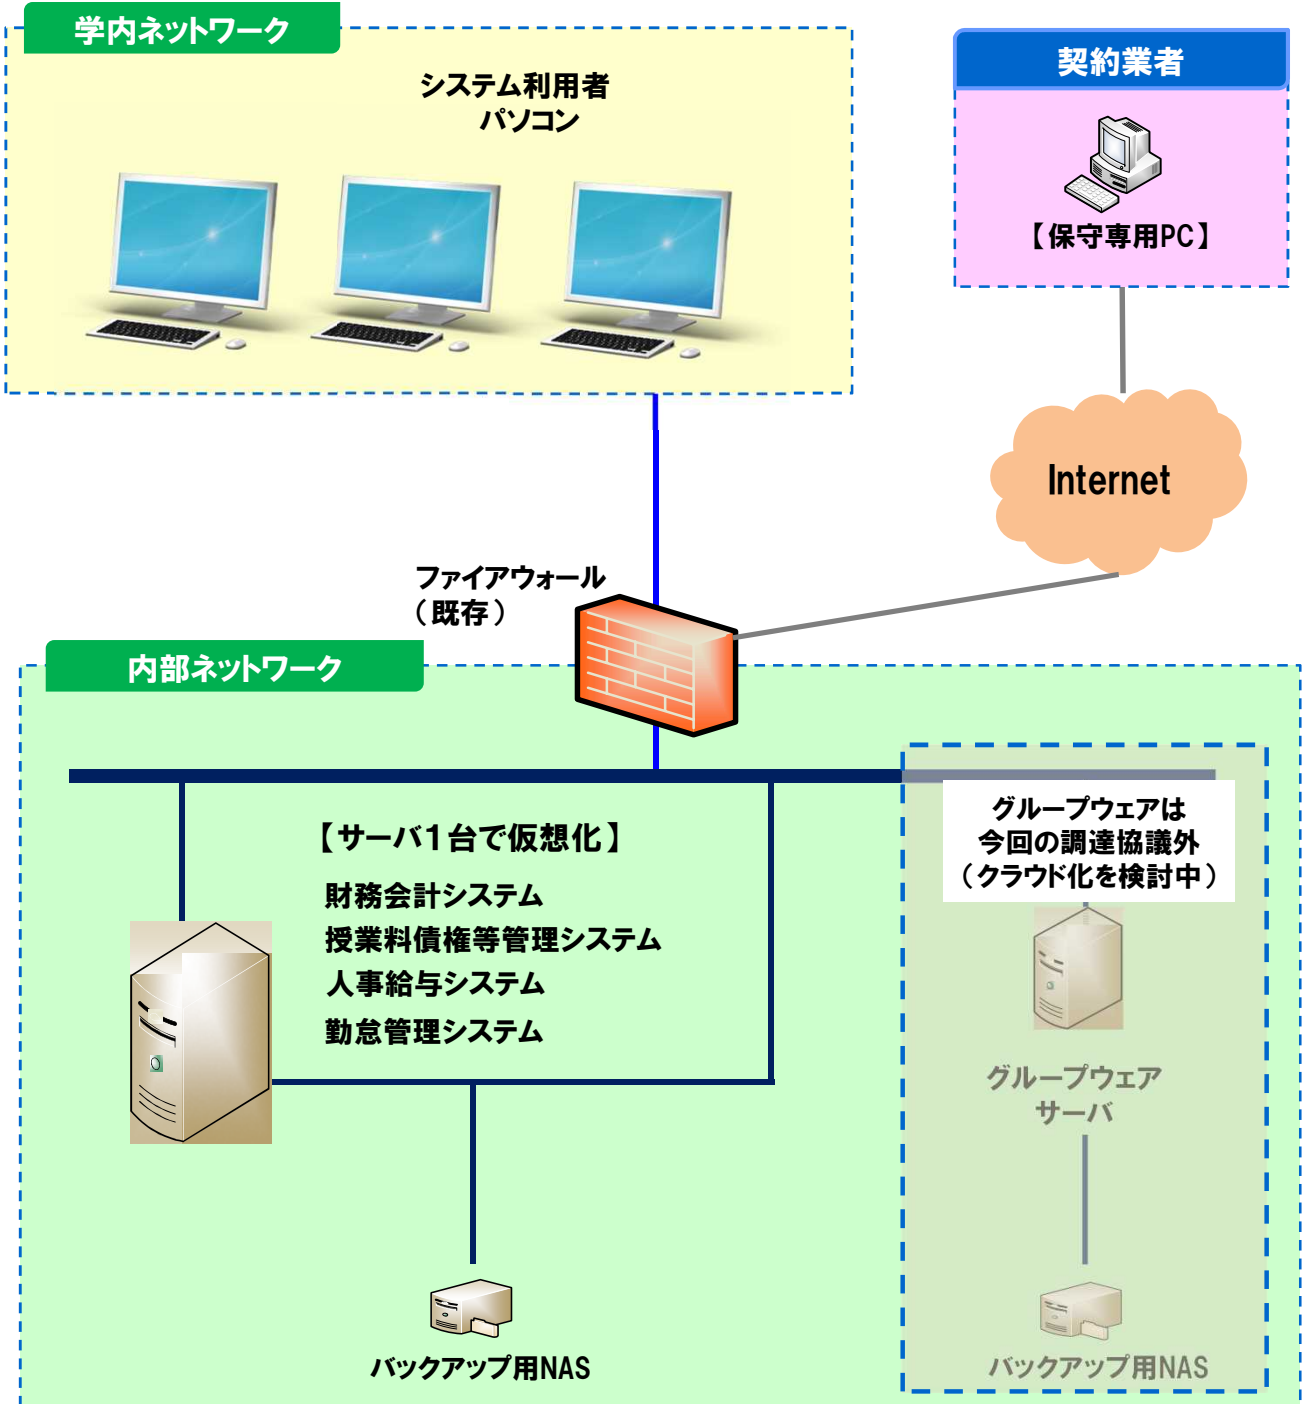 学内ネットワーク
システム利用者
パソコン
契約業者
【保守専用PC】
Internet
ファイアウォール
（既存）
内部ネットワーク
【サーバ１台で仮想化】
財務会計システム
授業料債権等管理システム
人事給与システム
勤怠管理システム
バックアップ用NAS
グループウェアは
今回の調達協議外
（クラウド化を検討中）
グループウェア
サーバ
バックアップ用NAS